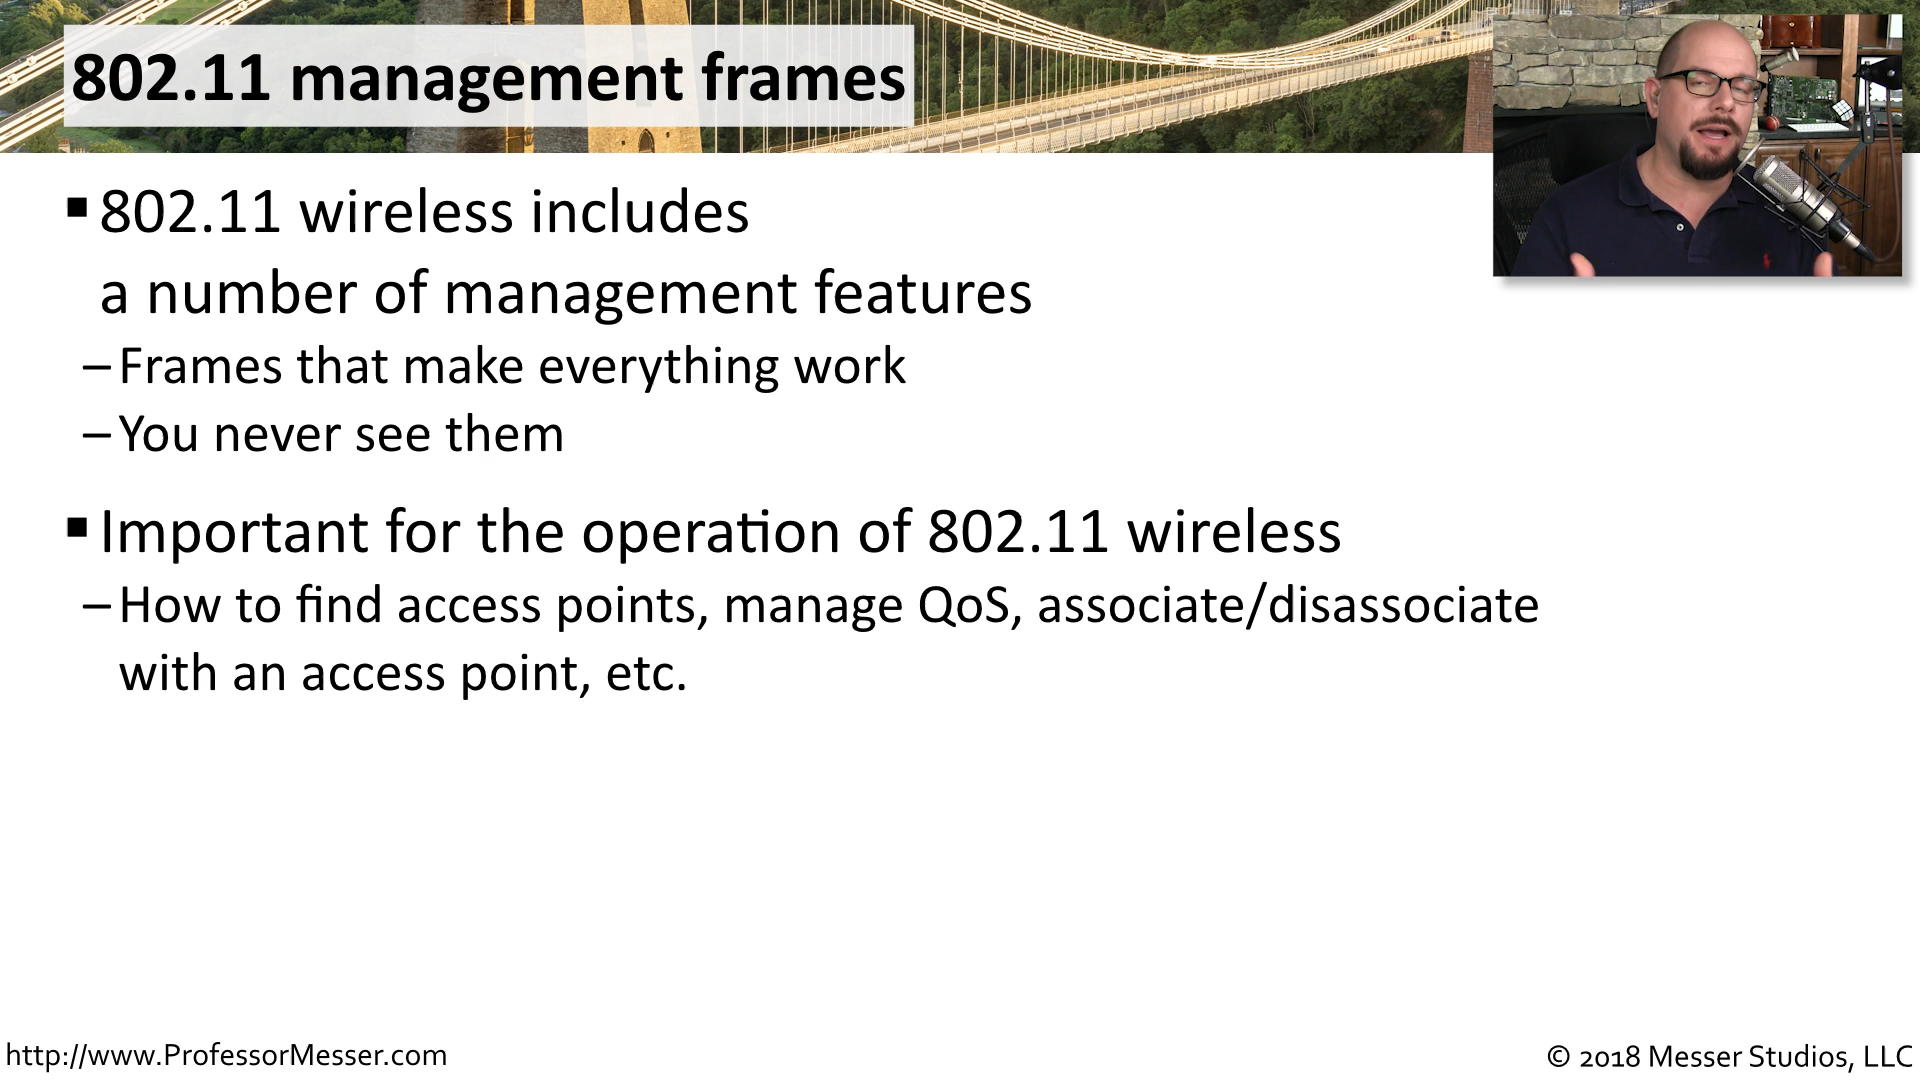 802.11 management frames
▪ 802.11 wireless includes
a number of management features
– Frames that make everything work
– You never see them
▪ Important for the operation of 802.11 wireless
– How to find access points, manage QoS, associate/disassociate
with an access point, etc.
http://www.ProfessorMesser.com
© 2018 Messer Studios, LLC